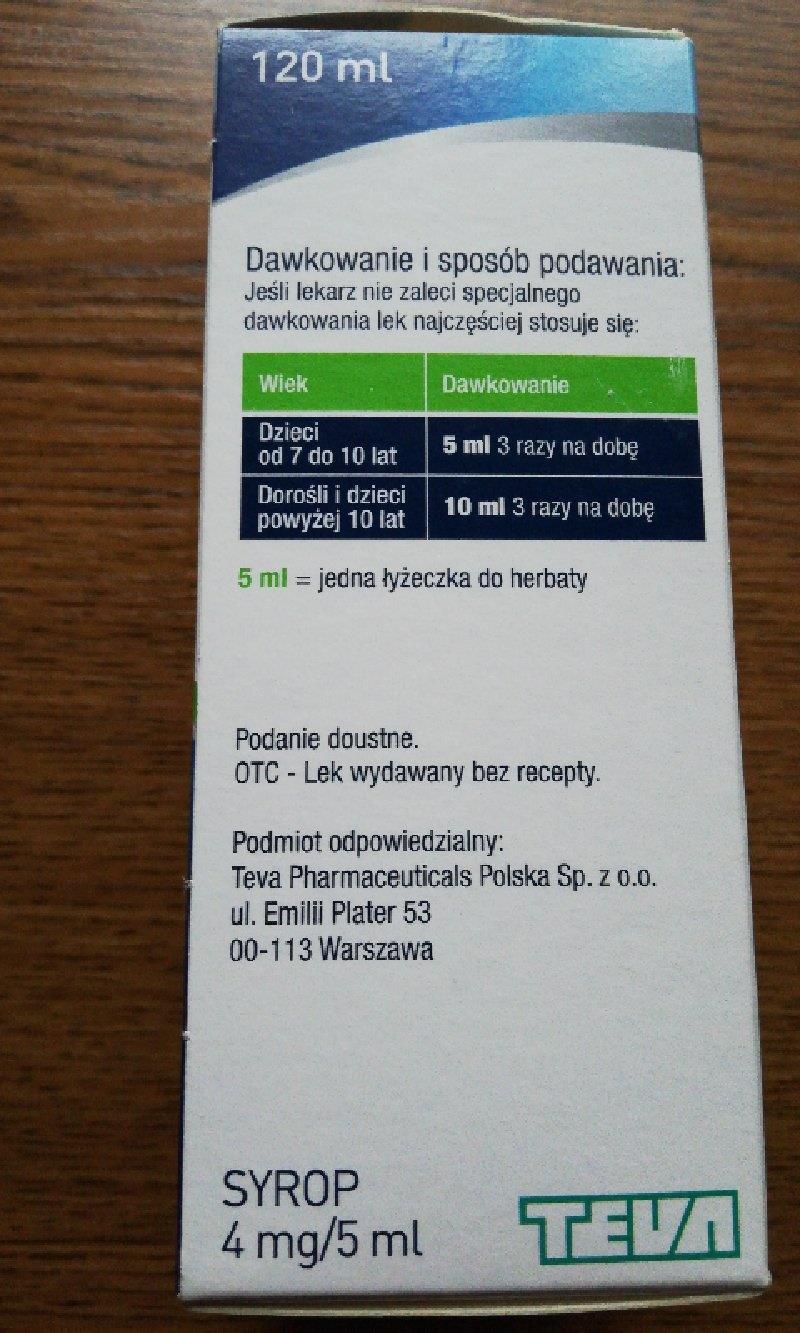 120 ml
Dawkowanie i sposób podawania:
Jeśli lekarz nie zaleci specjalnego
dawkowania lek najczęściej stosuje się:
Wiek Dawkowanie
Dzieci
od 7 do 10 lat
5 ml 3 razy na dobę
Dorośli i dzieci
powyżej 10 lat
10 ml 3 razy na dobę
5 ml = jedna łyżeczka do herbaty
Podanie doustne.
OTC - Lek wydawany bez recepty.
Podmiot odpowiedzialny:
Teva Pharmaceuticals Polska Sp. z o.o.
ul. Emilii Plater 53
00-113 Warszawa
SYROP
4 mg/5 ml
TEVA